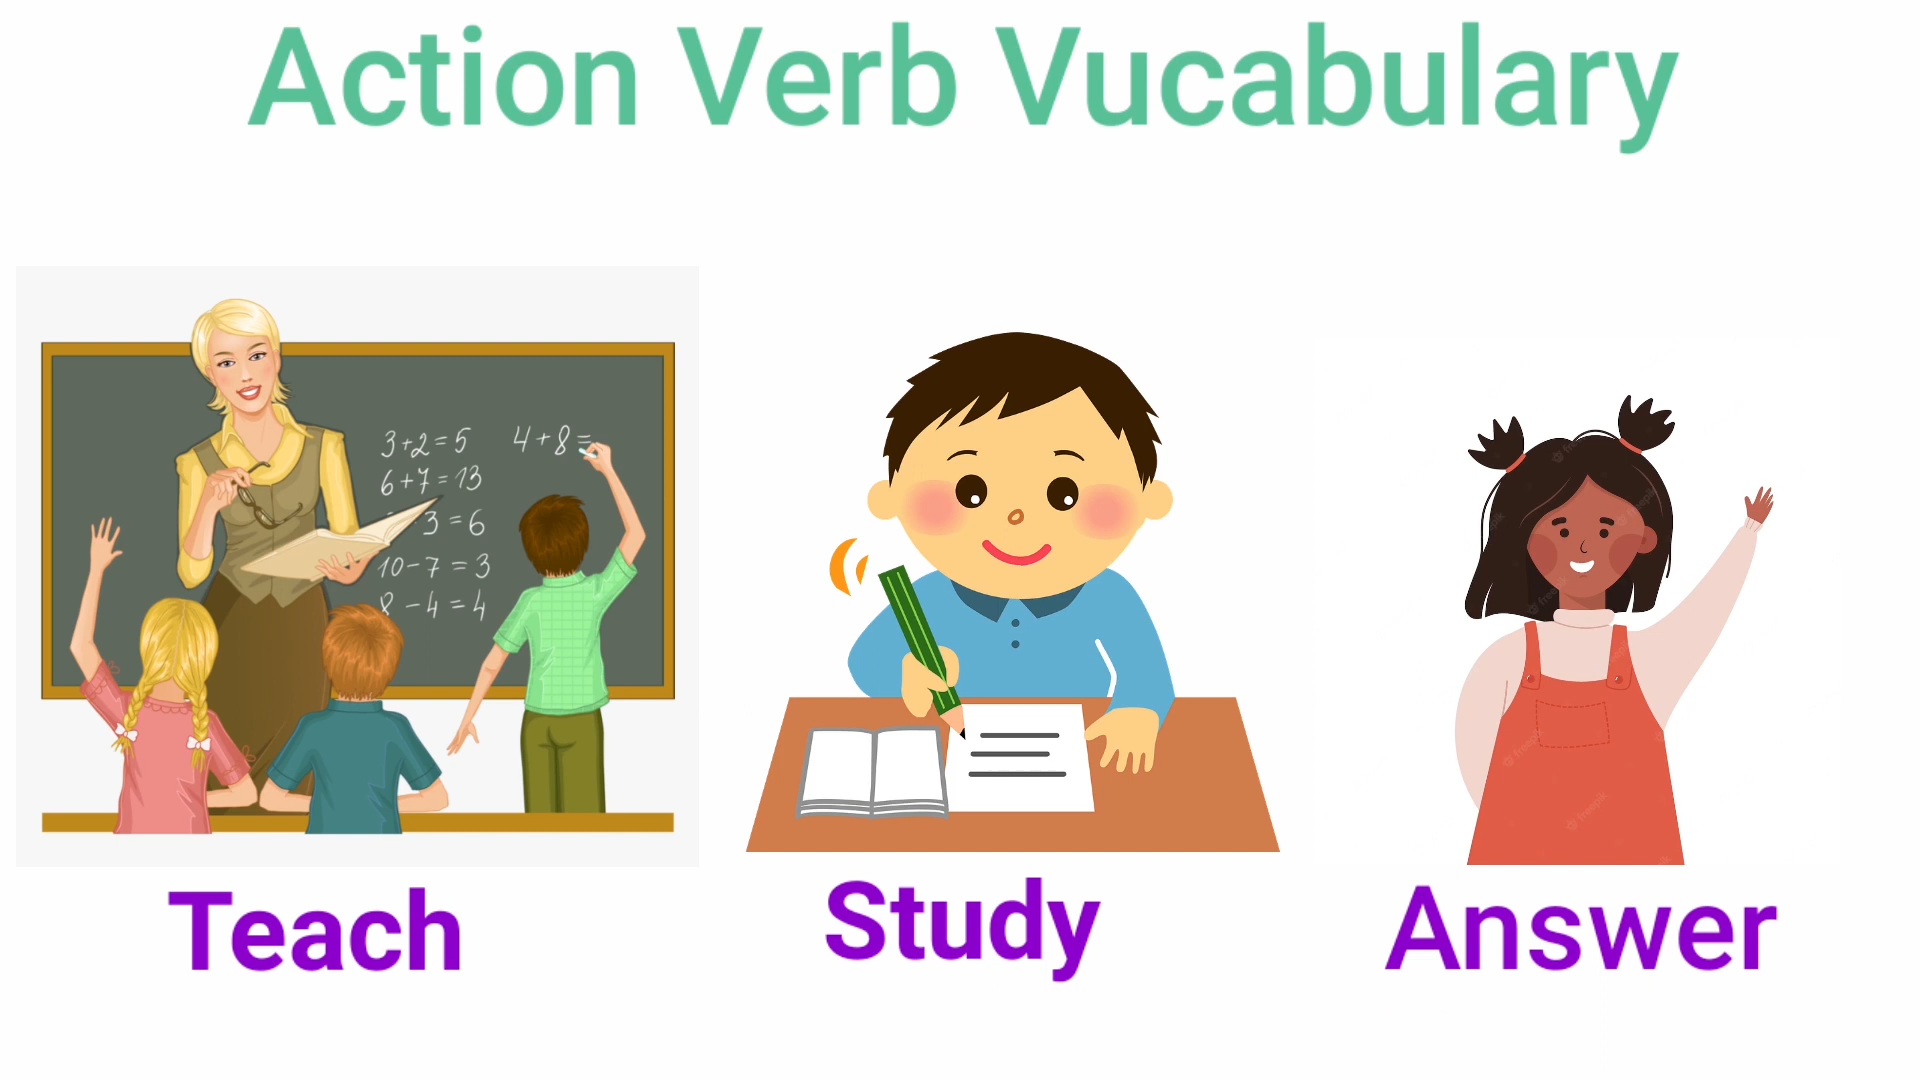 Action Verb Vucabulary
3+2=5 4+8=
6+7=13
3=6
10-7=3
8-4=4
Teach Study Answer